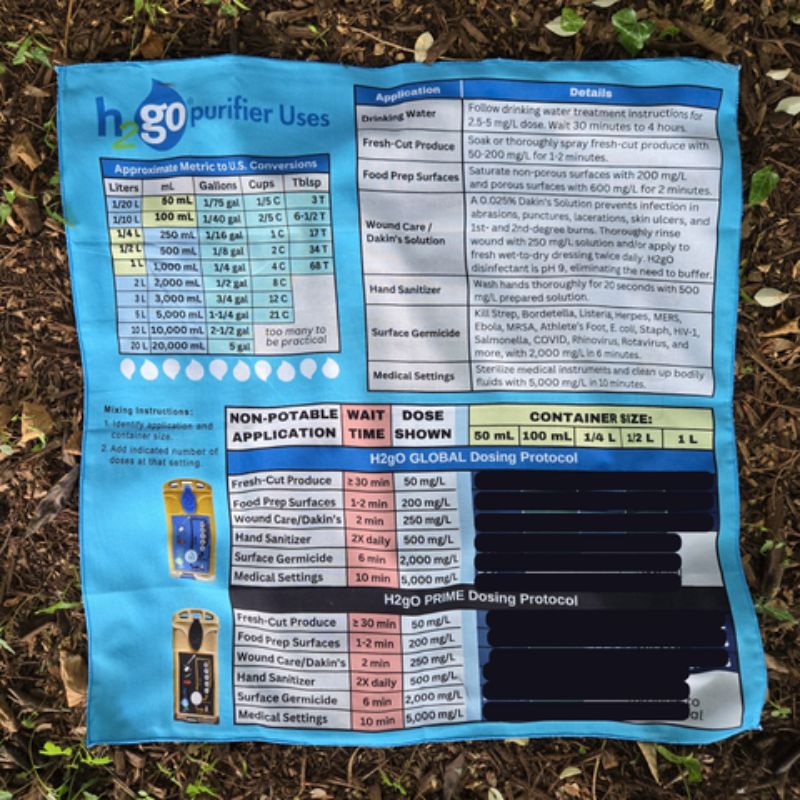 h2go® purifier Uses
Approximate Metric to U.S. Conversions
Liters mL Gallons Cups Tblsp
1/20 L 50 mL 1/75 gal 1/5 C 3 T
1/10 L 100 mL 1/40 gal 2/5 C 6-1/2 T
1/4 L 250 mL 1/16 gal 1 C 17 T
1/2 L 500 mL 1/8 gal 2 C 34 T
1 L 1,000 mL 1/4 gal 4 C 68 T
2 L 2,000 mL 1/2 gal 8 C
3 L 3,000 mL 3/4 gal 12 C
5 L 5,000 mL 1-1/4 gal 21 C
10 L 10,000 mL 2-1/2 gal too many to
20 L 20,000 mL 5 gal be practical
Application Details
Drinking Water Follow drinking water treatment instructions for
2.5-5 mg/L dose. Wait 30 minutes to 4 hours.
Fresh-Cut Produce Soak or thoroughly spray fresh-cut produce with
50-200 mg/L for 1-2 minutes.
Food Prep Surfaces Saturate non-porous surfaces with 200 mg/L
and porous surfaces with 600 mg/L for 2 minutes.
Wound Care / Dakin's Solution A 0.025% Dakin's Solution prevents infection in
abrasions, punctures, lacerations, skin ulcers, and
1st- and 2nd-degree burns. Thoroughly rinse
wound with 250 mg/L solution and/or apply to
fresh wet-to-dry dressing twice daily. H2gO
disinfectant is pH 9, eliminating the need to buffer.
Hand Sanitizer Wash hands thoroughly for 20 seconds with 500
mg/L prepared solution.
Surface Germicide Kill Strep, Bordetella, Listeria, Herpes, MERS,
Ebola, MRSA, Athlete's Foot, E. coli, Staph, HIV-1,
Salmonella, COVID, Rhinovirus, Rotavirus, and
more, with 2,000 mg/L in 6 minutes.
Medical Settings Sterilize medical instruments and clean up bodily
fluids with 5,000 mg/L in 10 minutes.
Mixing Instructions:
1. Identify application and
container size.
2. Add indicated number of
doses at that setting.
NON-POTABLE APPLICATION WAIT TIME DOSE SHOWN CONTAINER SIZE:
50 mL 100 mL 1/4 L 1/2 L 1 L
H2gO GLOBAL Dosing Protocol
Fresh-Cut Produce ≥ 30 min 50 mg/L
Food Prep Surfaces 1-2 min 200 mg/L
Wound Care/Dakin's 2 min 250 mg/L
Hand Sanitizer 2X daily 500 mg/L
Surface Germicide 6 min 2,000 mg/L
Medical Settings 10 min 5,000 mg/L
H2gO PRIME Dosing Protocol
Fresh-Cut Produce ≥ 30 min 50 mg/L
Food Prep Surfaces 1-2 min 200 mg/L
Wound Care/Dakin's 2 min 250 mg/L
Hand Sanitizer 2X daily 500 mg/L
Surface Germicide 6 min 2,000 mg/L
Medical Settings 10 min 5,000 mg/L